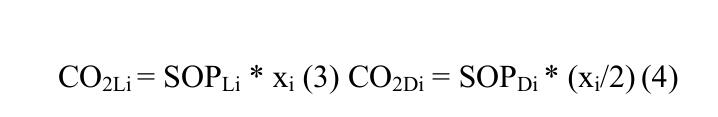 CO₂Li = SOPLi * xi (3) CO₂Di = SOPDi * (xi/2) (4)